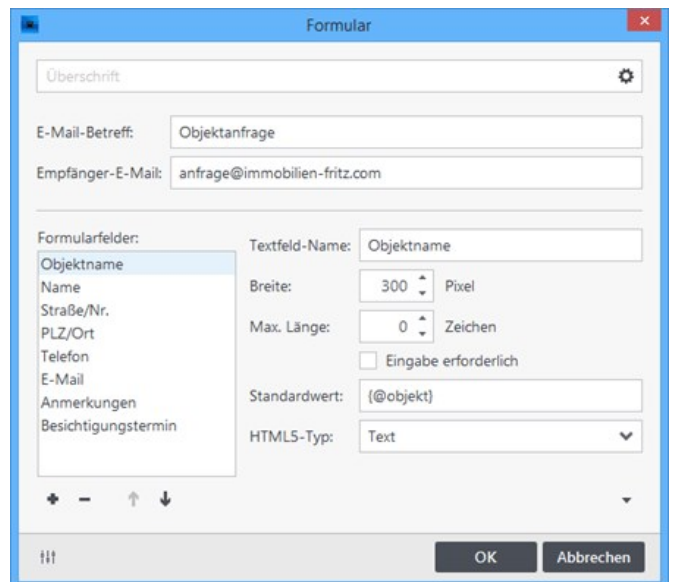 Formular
Überschrift
E-Mail-Betreff: Objektanfrage
Empfänger-E-Mail: anfrage@immobilien-fritz.com
Formularfelder:
Objektname
Name
Straße/Nr.
PLZ/Ort
Telefon
E-Mail
Anmerkungen
Besichtigungstermin
Textfeld-Name: Objektname
Breite: 300 Pixel
Max. Länge: 0 Zeichen
Eingabe erforderlich
Standardwert: {@objekt}
HTML5-Typ: Text
OK Abbrechen